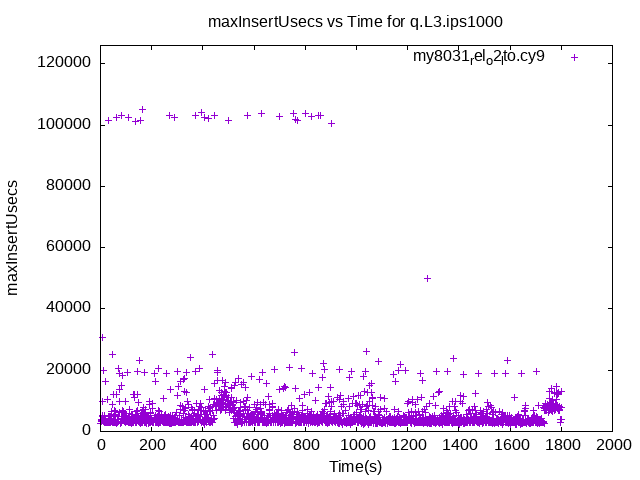 maxInsertUsecs vs Time for q.L3.ips1000
my8031relo2lto.cy9
120000
100000
80000
60000
40000
20000
0
maxInsertUsecs
0 200 400 600 800 1000 1200 1400 1600 1800 2000
Time(s)